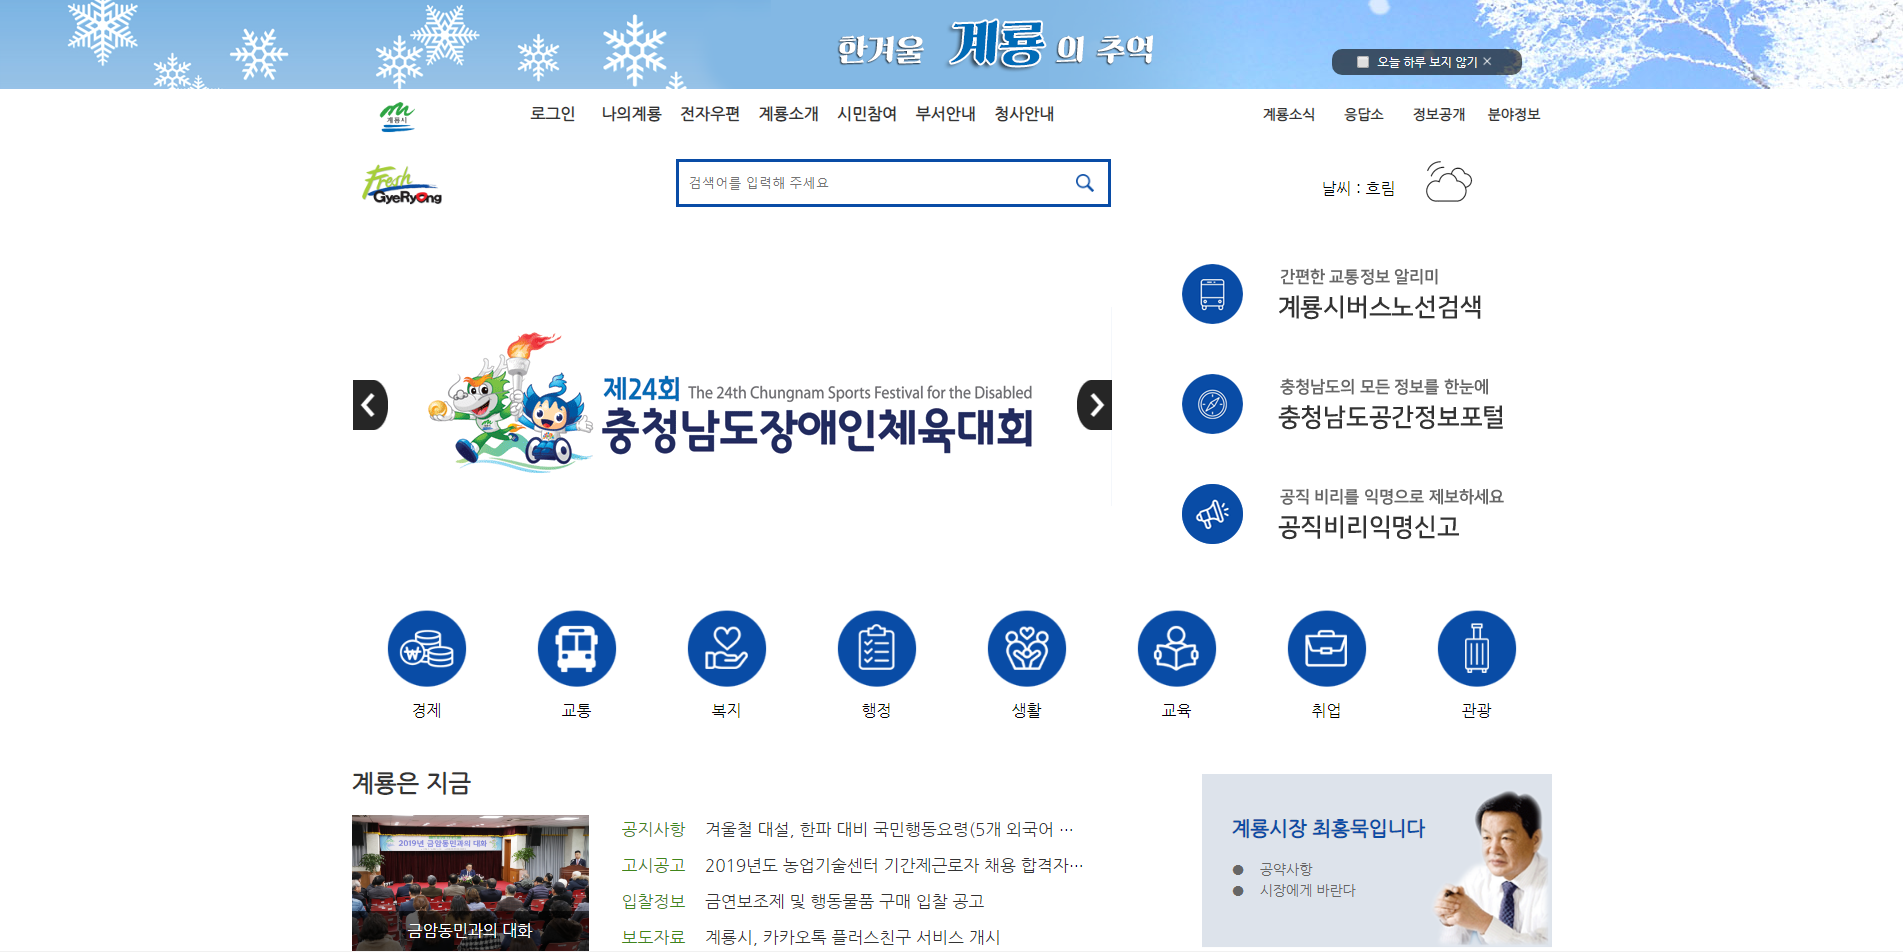 한겨울 계룡의 추억
오늘 하루 보지 않기 ×
계룡시
로그인 나의계룡 전자우편 계룡소개 시민참여 부서안내 청사안내
계룡소식 응답소 정보공개 분야정보
Fresh
GyeRyong
검색어를 입력해 주세요
날씨 : 흐림
제24회 The 24th Chungnam Sports Festival for the Disabled
충청남도장애인체육대회
간편한 교통정보 알리미
계룡시버스노선검색
충청남도의 모든 정보를 한눈에
충청남도공간정보포털
공직 비리를 익명으로 제보하세요
공직비리익명신고
경제 교통 복지 행정 생활 교육 취업 관광
계룡은 지금
2019년 금암동민과의 대화
금암동민과의 대화
공지사항 겨울철 대설, 한파 대비 국민행동요령(5개 외국어 ···
고시공고 2019년도 농업기술센터 기간제근로자 채용 합격자···
입찰정보 금연보조제 및 행동물품 구매 입찰 공고
보도자료 계룡시, 카카오톡 플러스친구 서비스 개시
계룡시장 최홍묵입니다
● 공약사항
● 시장에게 바란다